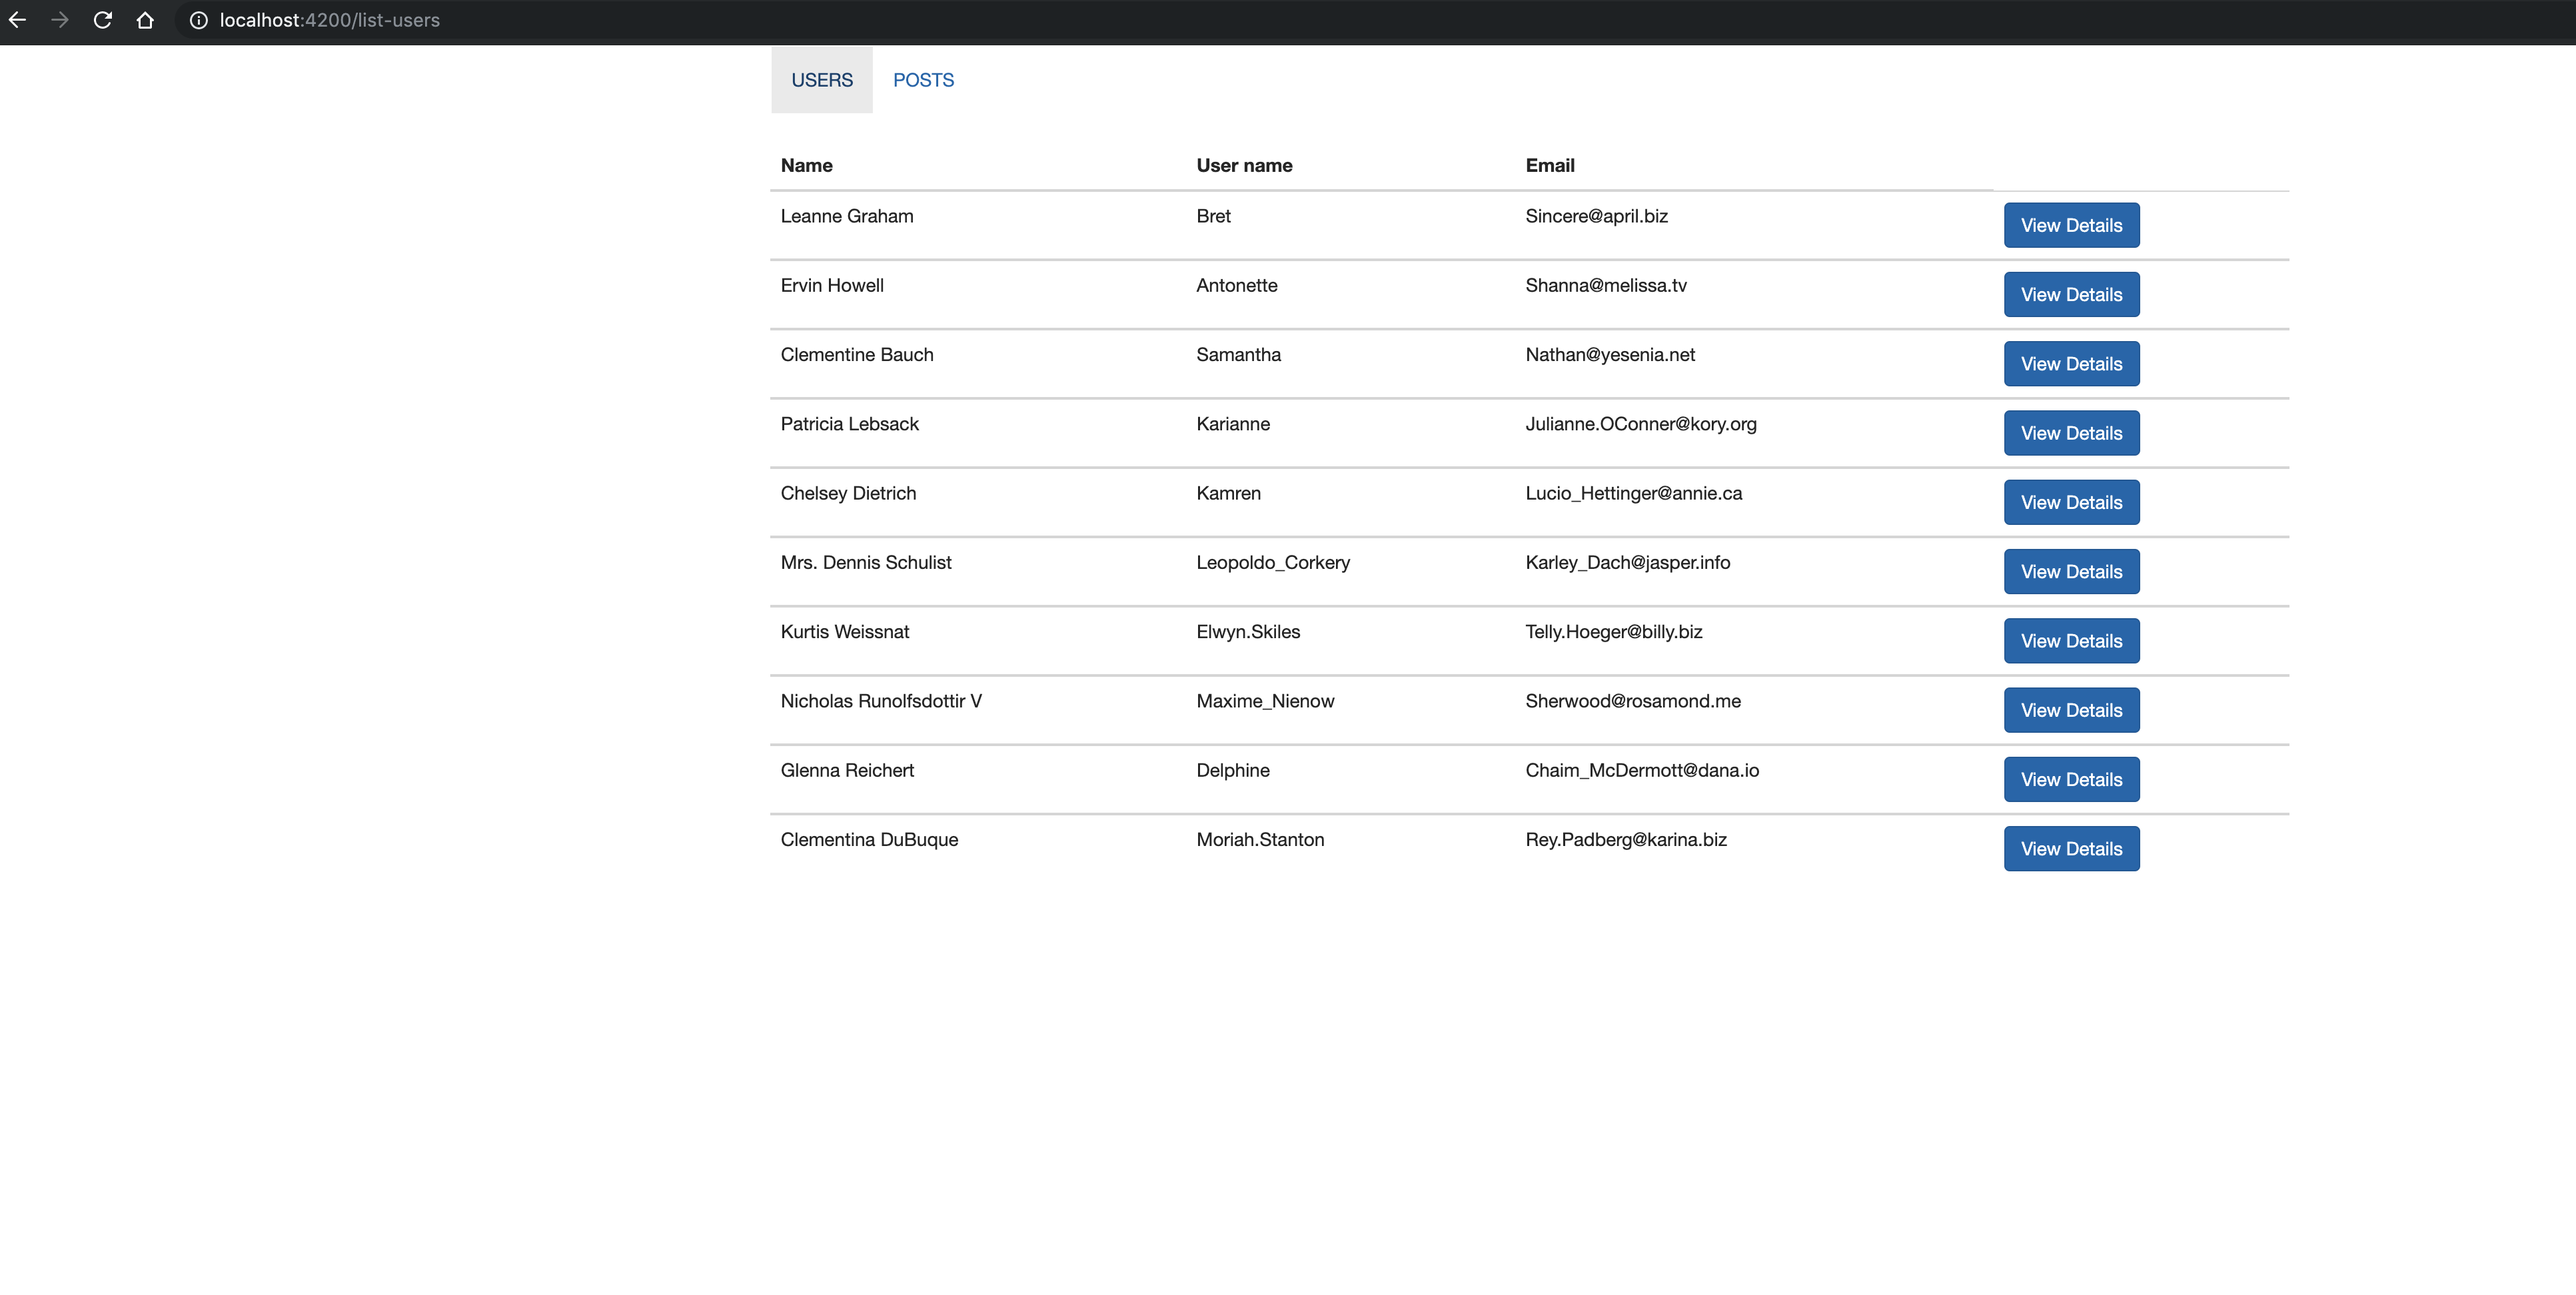 localhost:4200/list-users
USERS POSTS
Name User name Email
Leanne Graham Bret Sincere@april.biz View Details
Ervin Howell Antonette Shanna@melissa.tv View Details
Clementine Bauch Samantha Nathan@yesenia.net View Details
Patricia Lebsack Karianne Julianne.OConner@kory.org View Details
Chelsey Dietrich Kamren Lucio_Hettinger@annie.ca View Details
Mrs. Dennis Schulist Leopoldo_Corkery Karley_Dach@jasper.info View Details
Kurtis Weissnat Elwyn.Skiles Telly.Hoeger@billy.biz View Details
Nicholas Runolfsdottir V Maxime_Nienow Sherwood@rosamond.me View Details
Glenna Reichert Delphine Chaim_McDermott@dana.io View Details
Clementina DuBuque Moriah.Stanton Rey.Padberg@karina.biz View Details